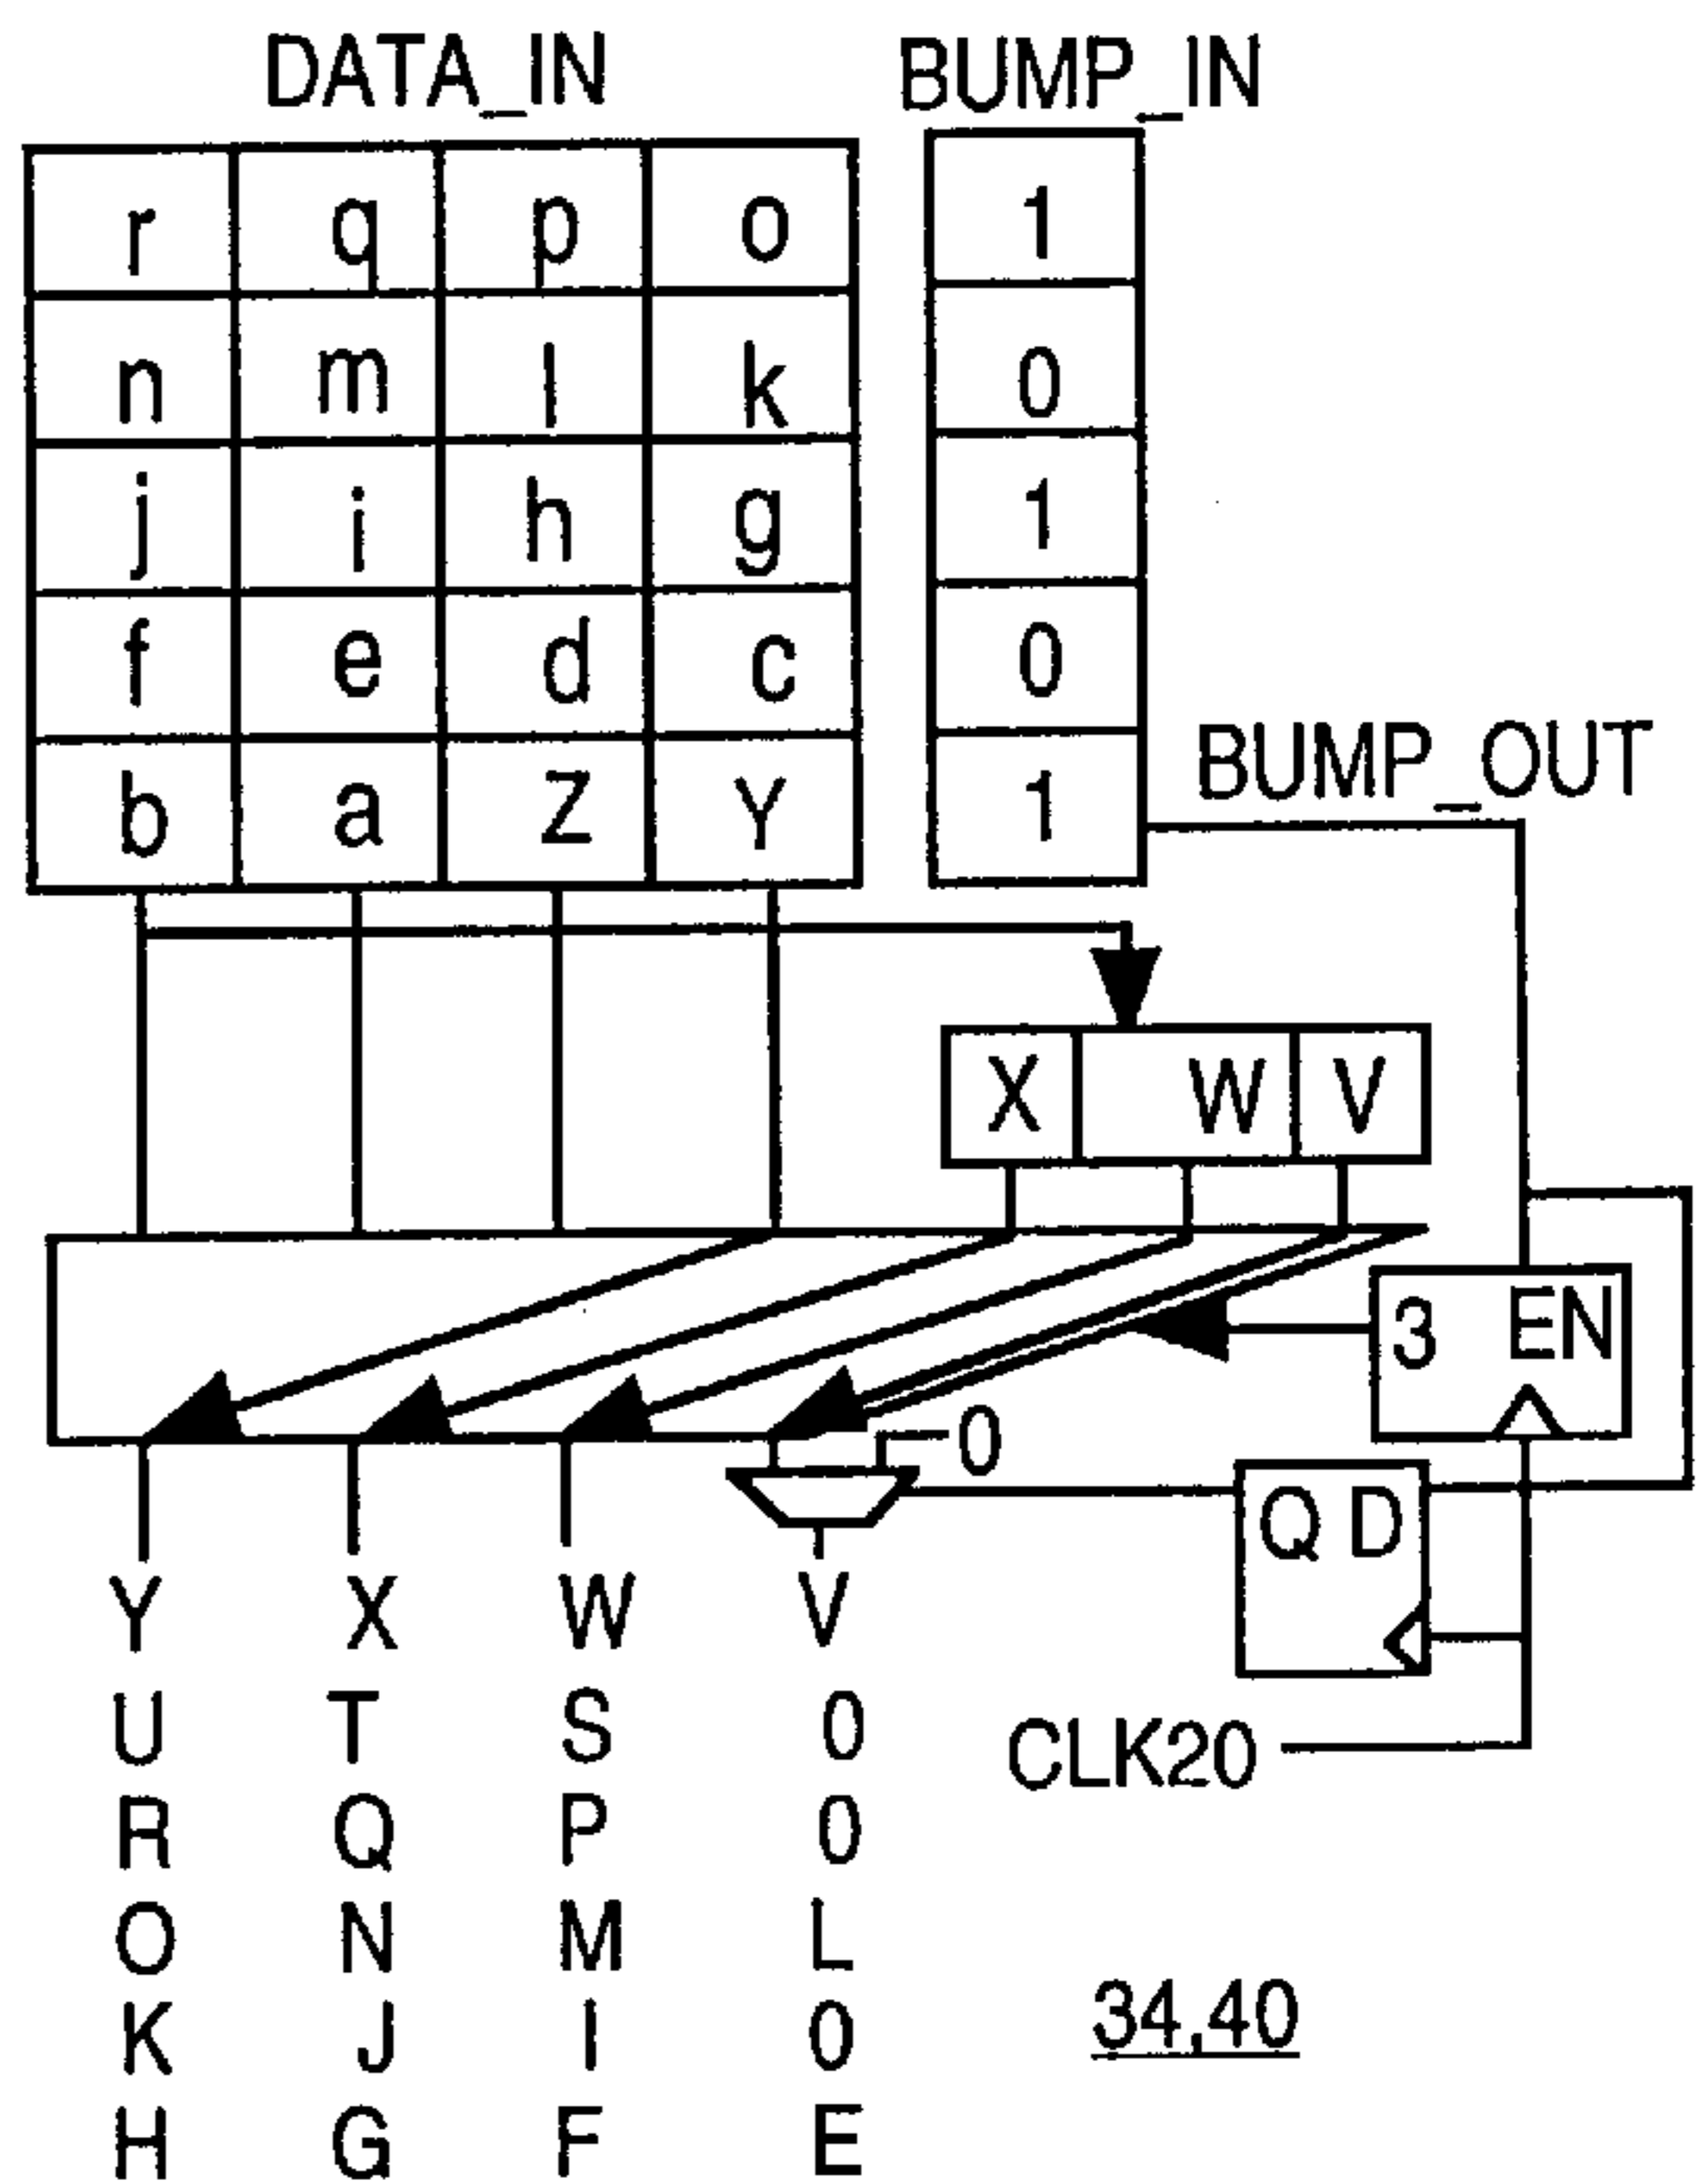 DATA_IN BUMP_IN
r q p o 1
n m l k 0
j i h g 1
f e d c 0
b a Z Y 1
BUMP_OUT
X W V
3 EN
0
Q D
Y X W V
U T S 0
CLK20
R Q P 0
O N M L
K J I 0
34,40
H G F E